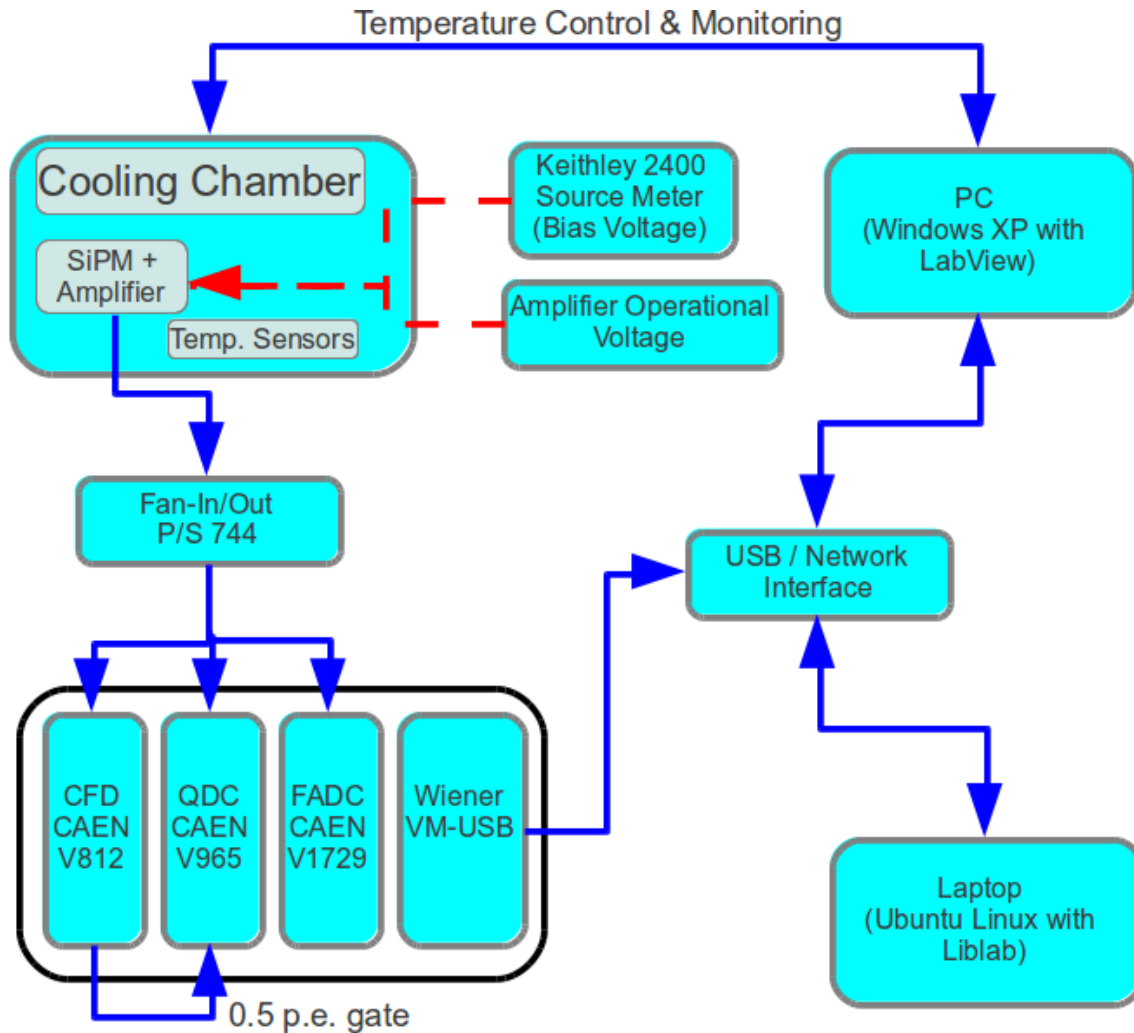 Temperature Control & Monitoring
Cooling Chamber
SiPM +
Amplifier
Temp. Sensors
Keithley 2400
Source Meter
(Bias Voltage)
Amplifier Operational
Voltage
PC
(Windows XP with
LabView)
Fan-In/Out
P/S 744
USB / Network
Interface
CFD
CAEN
V812
QDC
CAEN
V965
FADC
CAEN
V1729
Wiener
VM-USB
Laptop
(Ubuntu Linux with
Liblab)
0.5 p.e. gate